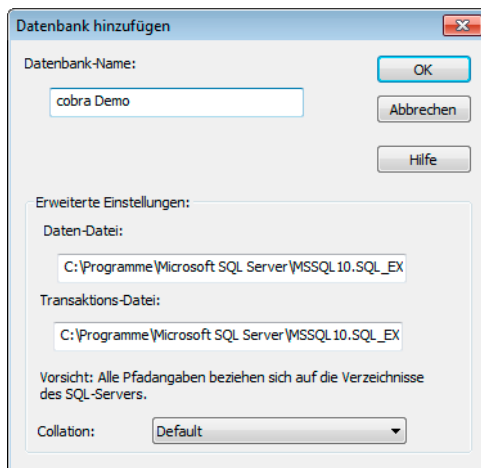 Datenbank hinzufügen
Datenbank-Name:
OK
cobra Demo
Abbrechen
Hilfe
Erweiterte Einstellungen:
Daten-Datei:
C:\Programme\Microsoft SQL Server\MSSQL10.SQL_EX
Transaktions-Datei:
C:\Programme\Microsoft SQL Server\MSSQL10.SQL_EX
Vorsicht: Alle Pfadangaben beziehen sich auf die Verzeichnisse
des SQL-Servers.
Collation: Default